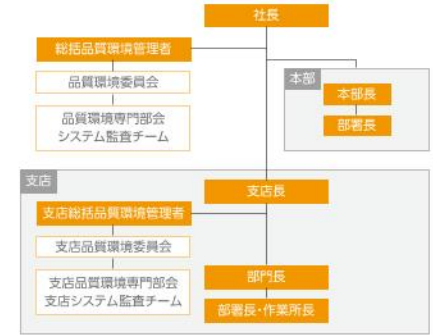 社長
総括品質環境管理者
品質環境委員会
品質環境専門部会
システム監査チーム
本部
本部長
部署長
支店
支店長
支店総括品質環境管理者
支店品質環境委員会
支店品質環境専門部会
支店システム監査チーム
部門長
部署長・作業所長